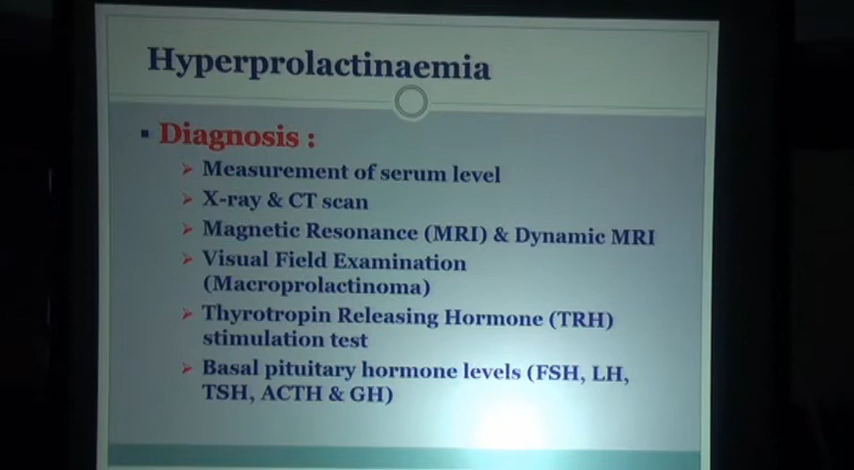 Hyperprolactinaemia
Diagnosis :
Measurement of serum level
X-ray & CT scan
Magnetic Resonance (MRI) & Dynamic MRI
Visual Field Examination
(Macroprolactinoma)
Thyrotropin Releasing Hormone (TRH)
stimulation test
Basal pituitary hormone levels (FSH, LH,
TSH, ACTH & GH)